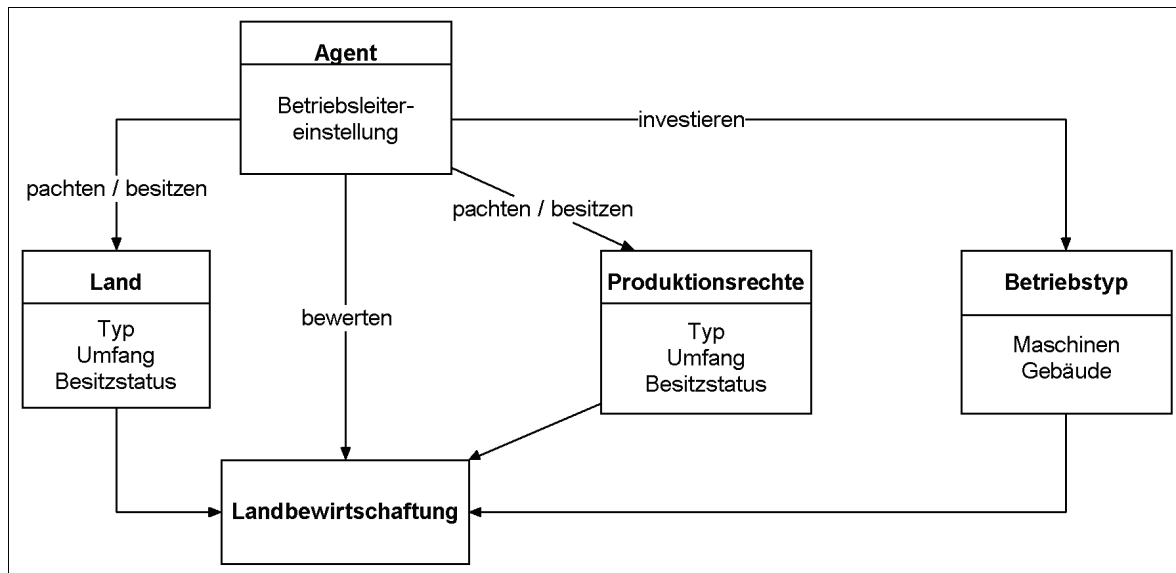 Agent
Betriebsleiter-
einstellung
investieren
pachten / besitzen
pachten / besitzen
Land
Typ
Umfang
Besitzstatus
bewerten
Produktionsrechte
Typ
Umfang
Besitzstatus
Betriebstyp
Maschinen
Gebäude
Landbewirtschaftung